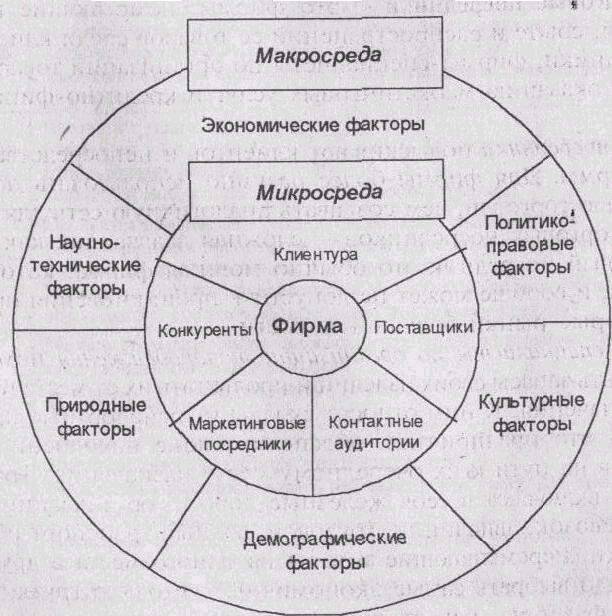 Макросреда
Экономические факторы
Микросреда
Научно-
технические
факторы
Клиентура
Политико-
правовые
факторы
Конкуренты
Фирма
Поставщики
Природные
факторы
Маркетинговые
посредники
Контактные
аудитории
Культурные
факторы
Демографические
факторы